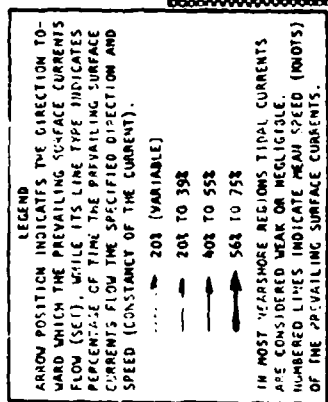 LEGEND
ARROW POSITION INDICATES THE DIRECTION TO-
WARD WHICH THE PREVAILING SURFACE CURRENTS
FLOW (SET), WHILE ITS LINE TYPE INDICATES
PERCENTAGE OF TIME THE PREVAILING SURFACE
CURRENTS FLOW THE SPECIFIED DIRECTION AND
SPEED (CONSTANCY OF THE CURRENT).
20% (VARIABLE)
20% TO 39%
40% TO 55%
56% TO 75%
IN MOST NEARSHORE REGIONS TIDAL CURRENTS
ARE CONSIDERED WEAK OR NEGLIGIBLE.
NUMBERED LINES INDICATE MEAN SPEED (KNOTS)
OF THE PREVAILING SURFACE CURRENTS.